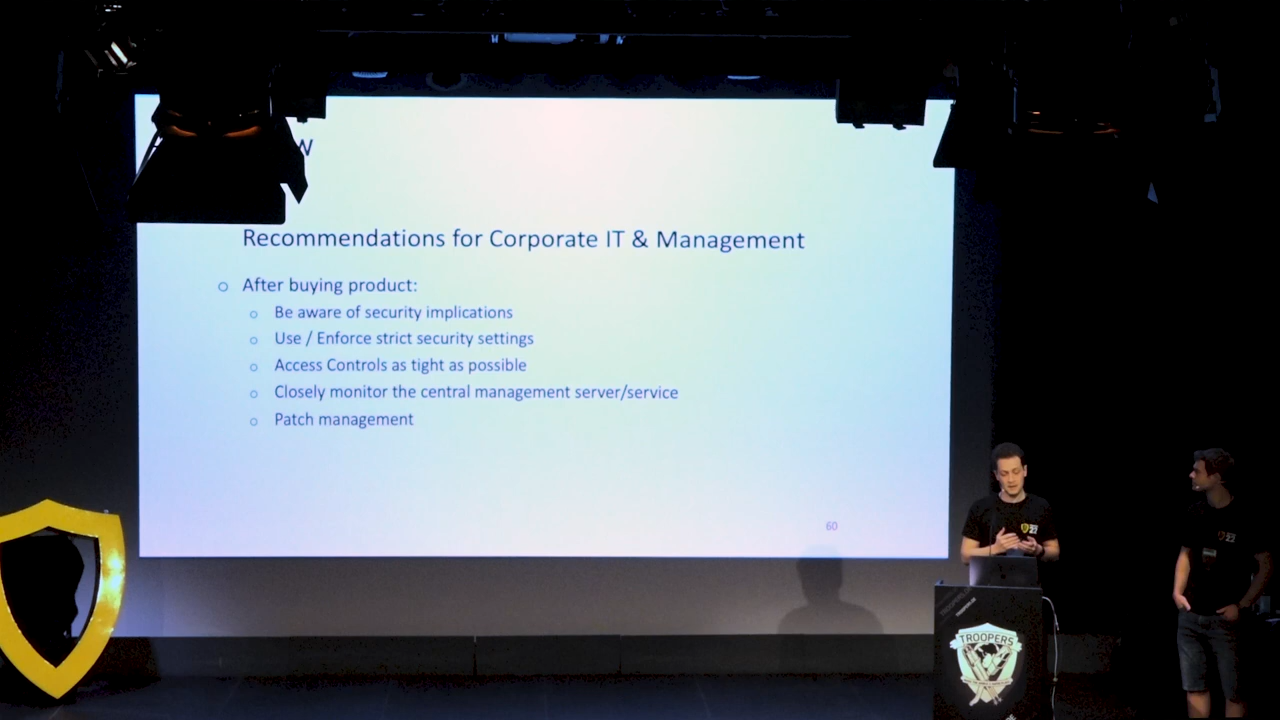 Recommendations for Corporate IT & Management
○ After buying product:
○ Be aware of security implications
○ Use / Enforce strict security settings
○ Access Controls as tight as possible
○ Closely monitor the central management server/service
○ Patch management
60
TROOPERS